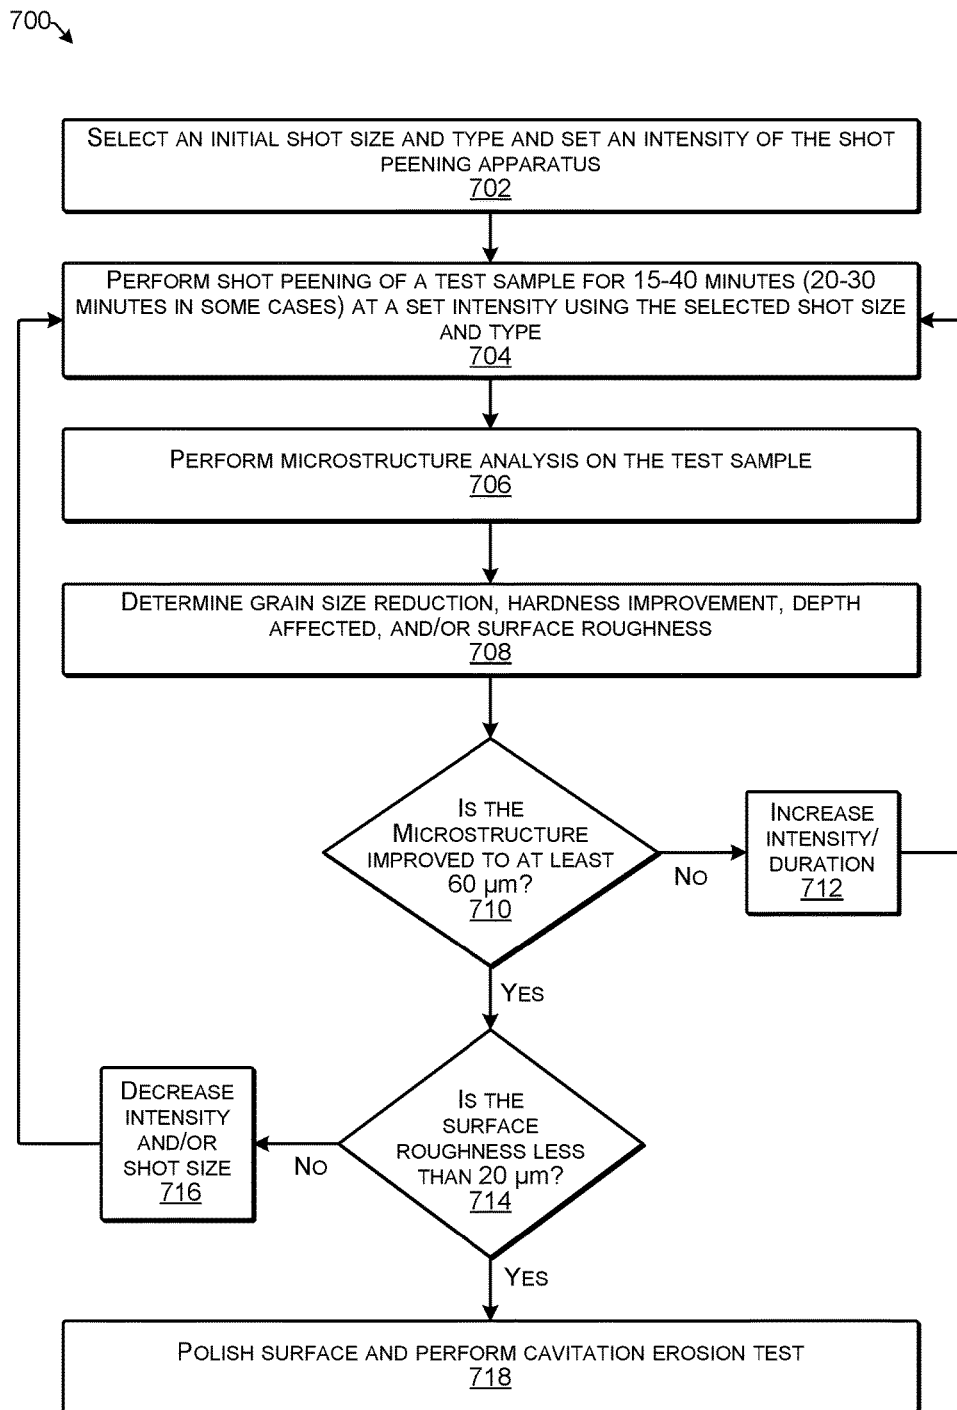 700
SELECT AN INITIAL SHOT SIZE AND TYPE AND SET AN INTENSITY OF THE SHOT
PEENING APPARATUS
702
PERFORM SHOT PEENING OF A TEST SAMPLE FOR 15-40 MINUTES (20-30
MINUTES IN SOME CASES) AT A SET INTENSITY USING THE SELECTED SHOT SIZE
AND TYPE
704
PERFORM MICROSTRUCTURE ANALYSIS ON THE TEST SAMPLE
706
DETERMINE GRAIN SIZE REDUCTION, HARDNESS IMPROVEMENT, DEPTH
AFFECTED, AND/OR SURFACE ROUGHNESS
708
IS THE
MICROSTRUCTURE
IMPROVED TO AT LEAST
60 µm?
710
NO
INCREASE
INTENSITY/
DURATION
712
YES
IS THE
SURFACE
ROUGHNESS LESS
THAN 20 µm?
714
NO
DECREASE
INTENSITY
AND/OR
SHOT SIZE
716
YES
POLISH SURFACE AND PERFORM CAVITATION EROSION TEST
718